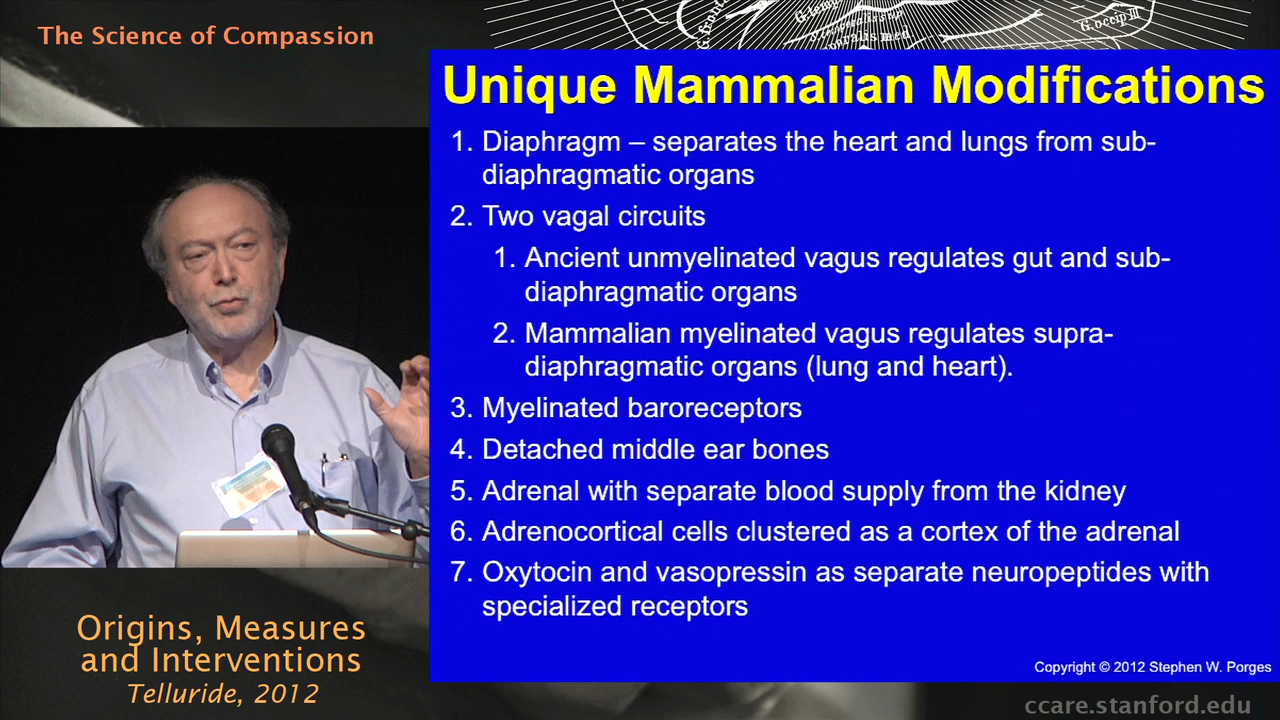 The Science of Compassion
G.occip III
Unique Mammalian Modifications
1. Diaphragm – separates the heart and lungs from sub-
diaphragmatic organs
2. Two vagal circuits
1. Ancient unmyelinated vagus regulates gut and sub-
diaphragmatic organs
2. Mammalian myelinated vagus regulates supra-
diaphragmatic organs (lung and heart).
3. Myelinated baroreceptors
4. Detached middle ear bones
5. Adrenal with separate blood supply from the kidney
6. Adrenocortical cells clustered as a cortex of the adrenal
7. Oxytocin and vasopressin as separate neuropeptides with
specialized receptors
Copyright © 2012 Stephen W. Porges
Origins, Measures
and Interventions
Telluride, 2012
ccare.stanford.edu